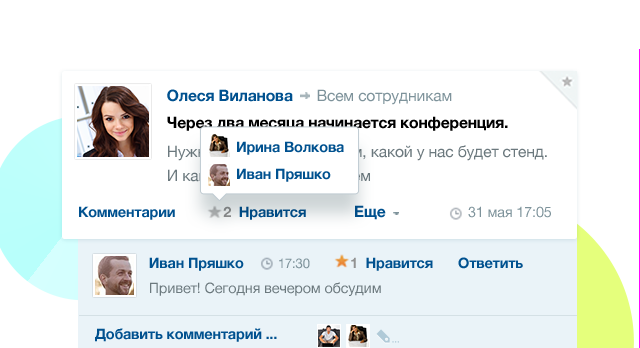 Олеся Виланова → Всем сотрудникам
Через два месяца начинается конференция.
Нуж , какой у нас будет стенд.
Ирина Волкова
И ка ем
Иван Пряшко
Комментарии 2 Нравится Еще 31 мая 17:05
Иван Пряшко 17:30 1 Нравится Ответить
Привет! Сегодня вечером обсудим
Добавить комментарий ... ...